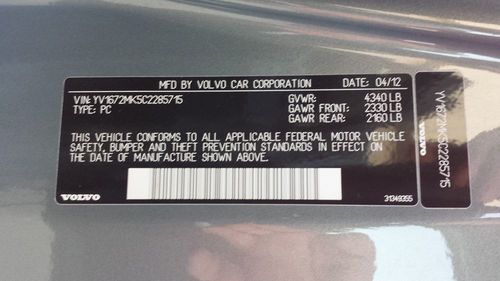 MFD BY VOLVO CAR CORPORATION DATE: 04/12
VIN: YV1672MK5C2285715 GVWR: 4340 LB
TYPE: PC GAWR FRONT: 2330 LB
GAWR REAR: 2160 LB
THIS VEHICLE CONFORMS TO ALL APPLICABLE FEDERAL MOTOR VEHICLE
SAFETY, BUMPER AND THEFT PREVENTION STANDARDS IN EFFECT ON
THE DATE OF MANUFACTURE SHOWN ABOVE.
VOLVO
31349355
YV1672MK5C2285715
VOLVO